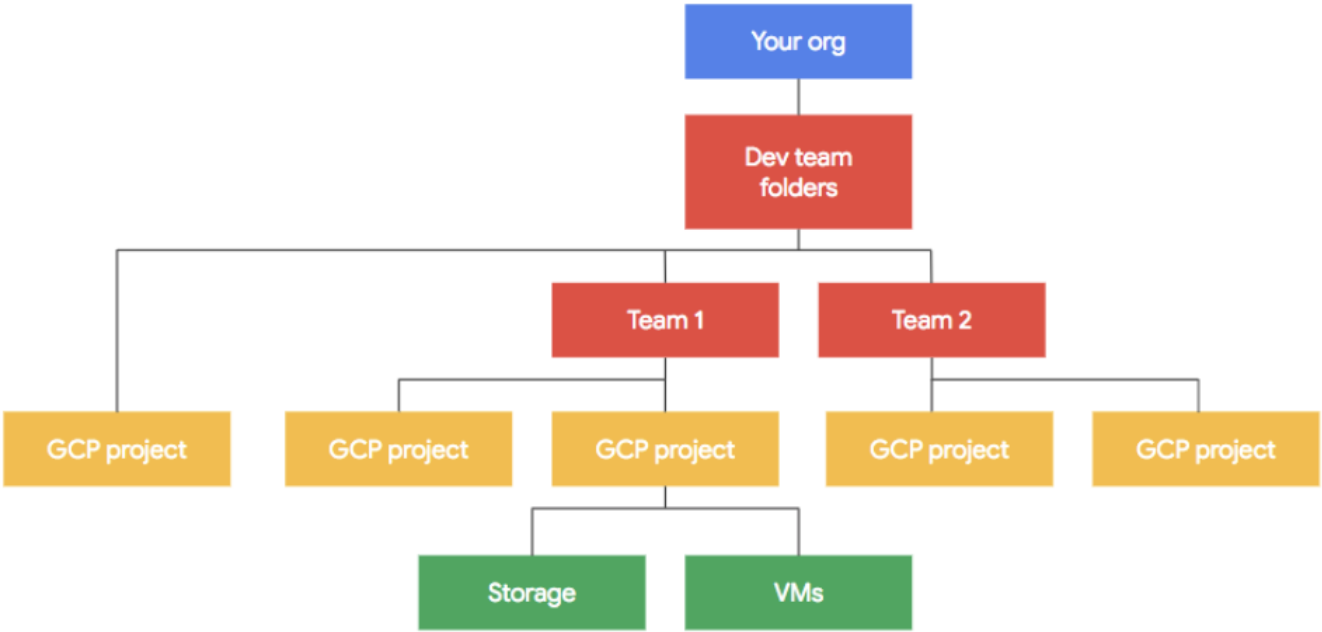 Your org
Dev team
folders
Team 1
Team 2
GCP project
GCP project
GCP project
GCP project
GCP project
Storage
VMs